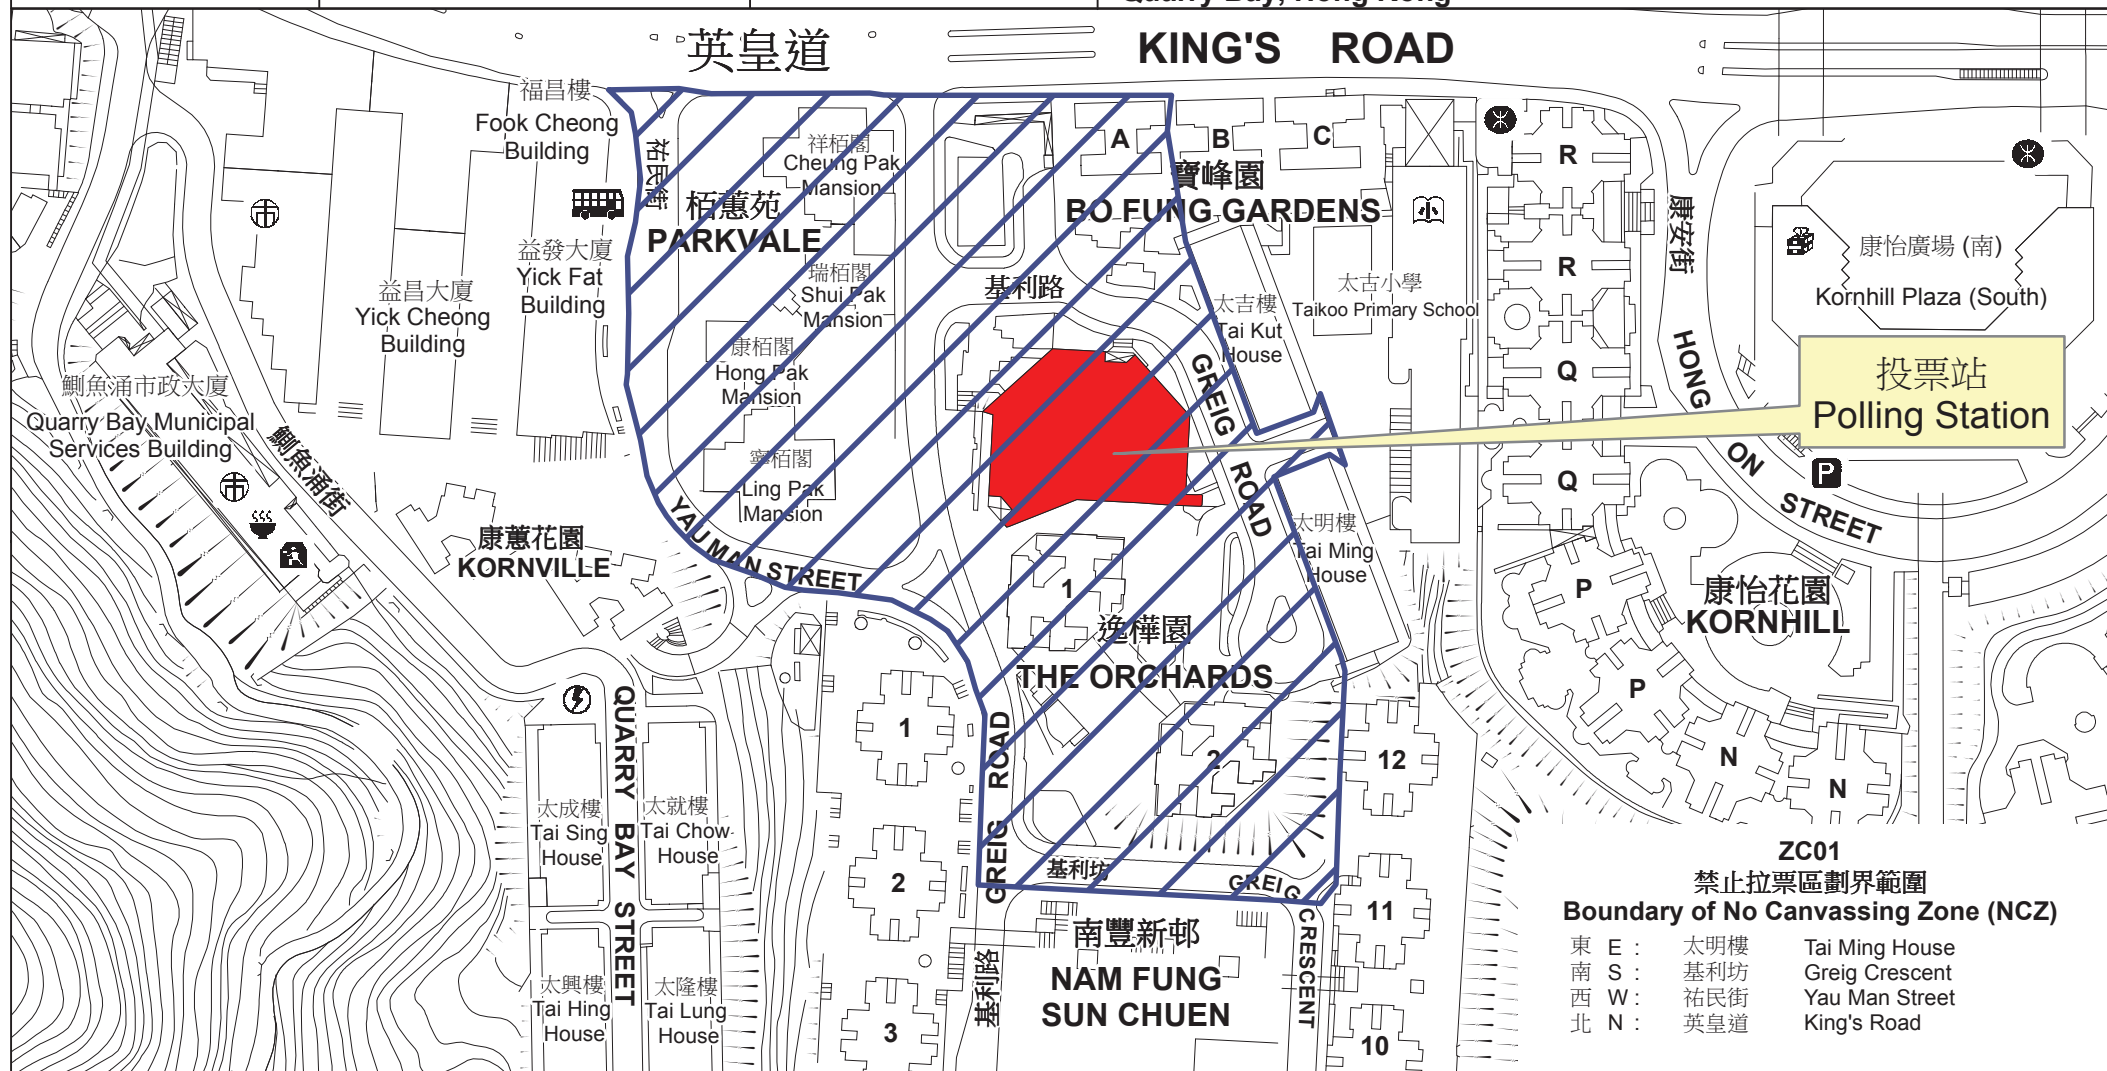 Quarry Bay, Hong Kong
英皇道
KING'S ROAD
福昌樓
Fook Cheong
Building
祐民街
祥栢閣
Cheung Pak
Mansion
栢蕙苑
PARKVALE
A
B
C
寶峰園
BO FUNG GARDENS
R
康安街
益發大廈
Yick Fat
Building
益昌大廈
Yick Cheong
Building
瑞栢閣
Shui Pak
Mansion
基利路
太吉樓
Tai Kut
House
太古小學
Taikoo Primary School
R
康怡廣場 (南)
Kornhill Plaza (South)
康栢閣
Hong Pak
Mansion
GREIG ROAD
Q
HONG ON STREET
投票站
Polling Station
鰂魚涌市政大廈
Quarry Bay Municipal
Services Building
鰂魚涌街
寧栢閣
Ling Pak
Mansion
Q
P
康蕙花園
KORNVILLE
YAU MAN STREET
太明樓
Tai Ming
House
1
逸樺園
THE ORCHARDS
2
P
康怡花園
KORNHILL
P
N
N
QUARRY BAY STREET
1
GREIG ROAD
12
太成樓
Tai Sing
House
太就樓
Tai Chow
House
2
基利坊
GREIG CRESCENT
11
太興樓
Tai Hing
House
太隆樓
Tai Lung
House
3
基利路
南豐新邨
NAM FUNG
SUN CHUEN
10
ZC01
禁止拉票區劃界範圍
Boundary of No Canvassing Zone (NCZ)
東 E : 太明樓 Tai Ming House
南 S : 基利坊 Greig Crescent
西 W : 祐民街 Yau Man Street
北 N : 英皇道 King's Road